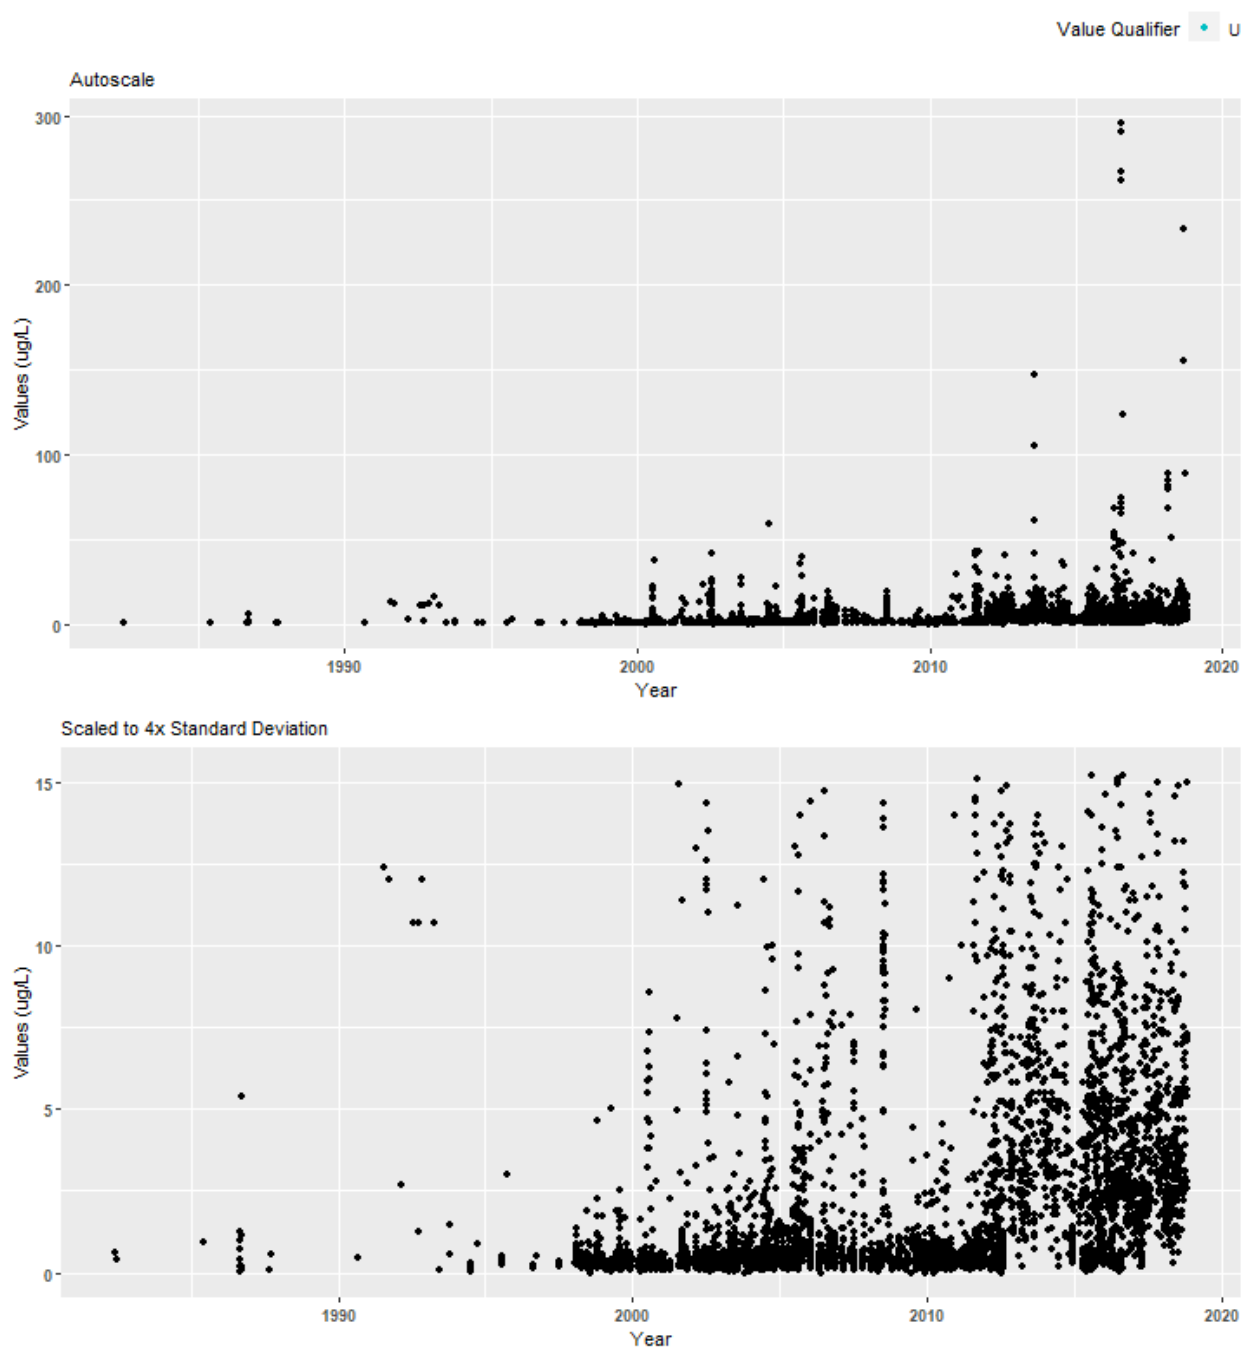 Value Qualifier U
Autoscale
300
200
100
0
Values (ug/L)
1990 2000 2010 2020
Year
Scaled to 4x Standard Deviation
15
10
5
0
Values (ug/L)
1990 2000 2010 2020
Year